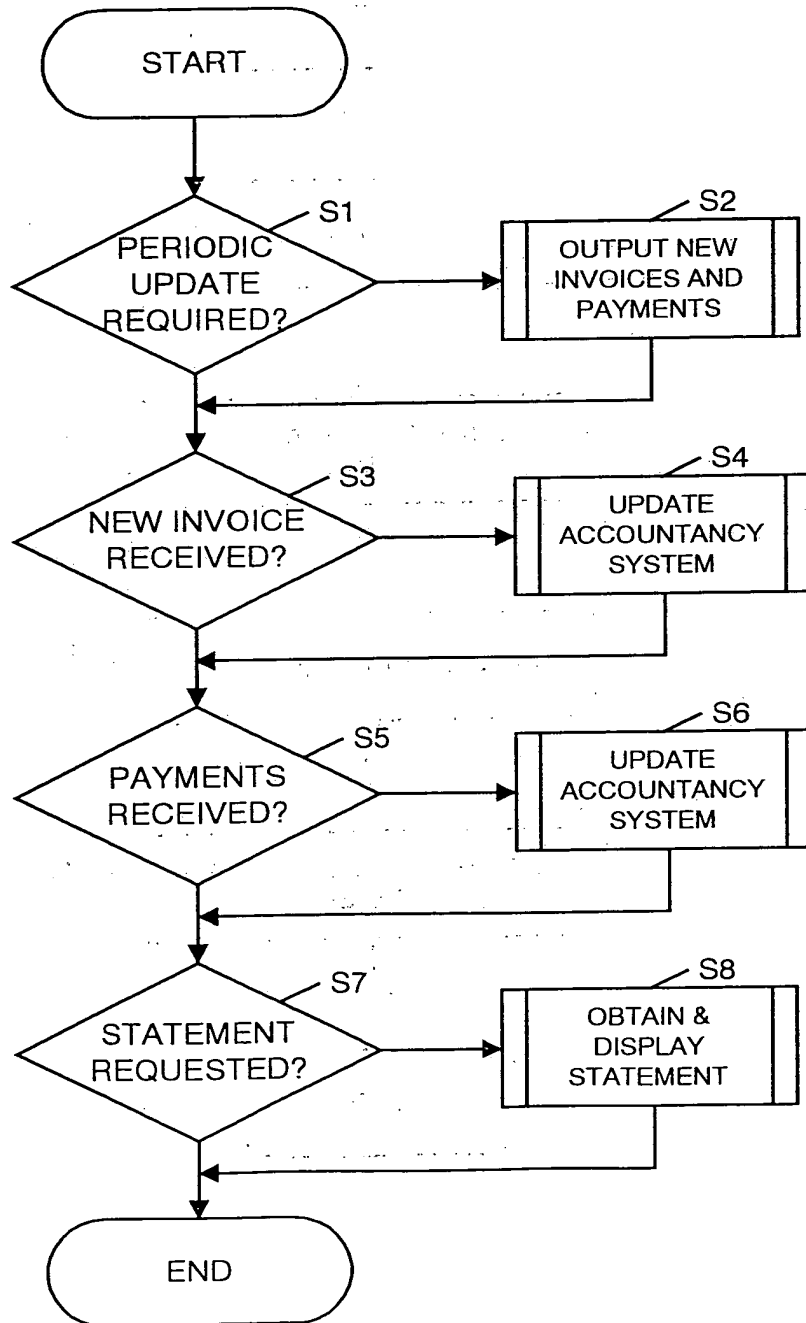 START
S1
PERIODIC
UPDATE
REQUIRED?
S2
OUTPUT NEW
INVOICES AND
PAYMENTS
S3
NEW INVOICE
RECEIVED?
S4
UPDATE
ACCOUNTANCY
SYSTEM
S5
PAYMENTS
RECEIVED?
S6
UPDATE
ACCOUNTANCY
SYSTEM
S7
STATEMENT
REQUESTED?
S8
OBTAIN &
DISPLAY
STATEMENT
END